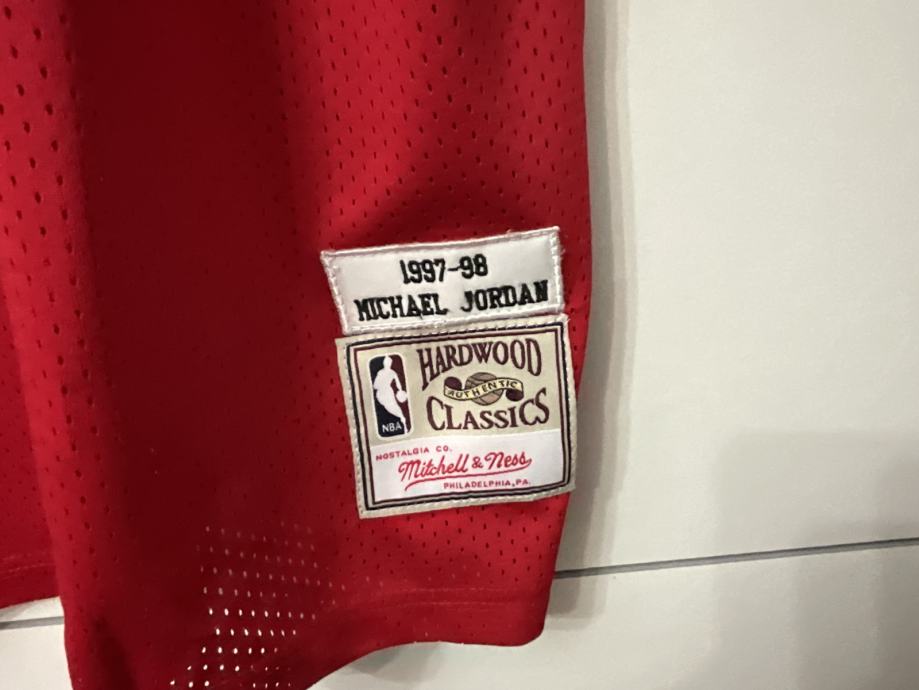 1997-98
MICHAEL JORDAN
HARDWOOD
AUTHENTIC
CLASSICS
NBA
NOSTALGIA CO.
Mitchell & Ness
PHILADELPHIA, PA.